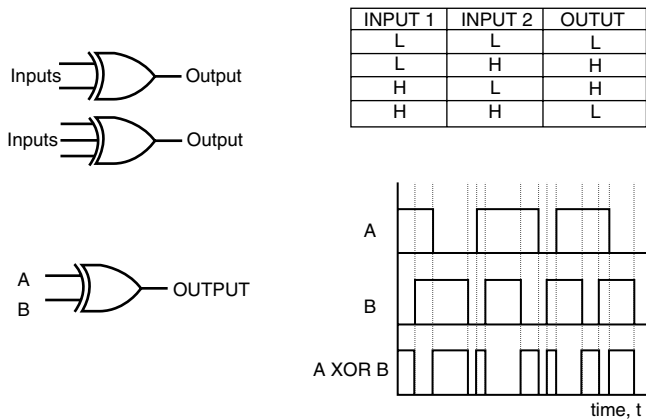 Inputs
Output
Inputs
Output
INPUT 1 INPUT 2 OUTUT
L L L
L H H
H L H
H H L
A
B
OUTPUT
A
B
A XOR B
time, t